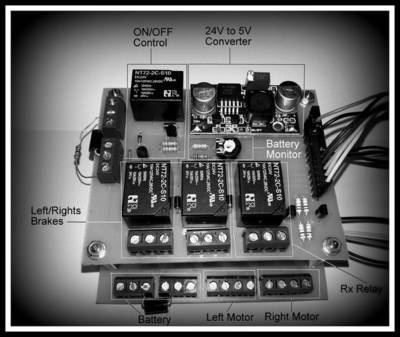 ON/OFF
Control
24V to 5V
Converter
NT72-2C-S10
Battery
Monitor
NT72-2C-S10
NT72-2C-S10
NT72-2C-S10
Left/Rights
Brakes
Rx Relay
Battery
Left Motor
Right Motor